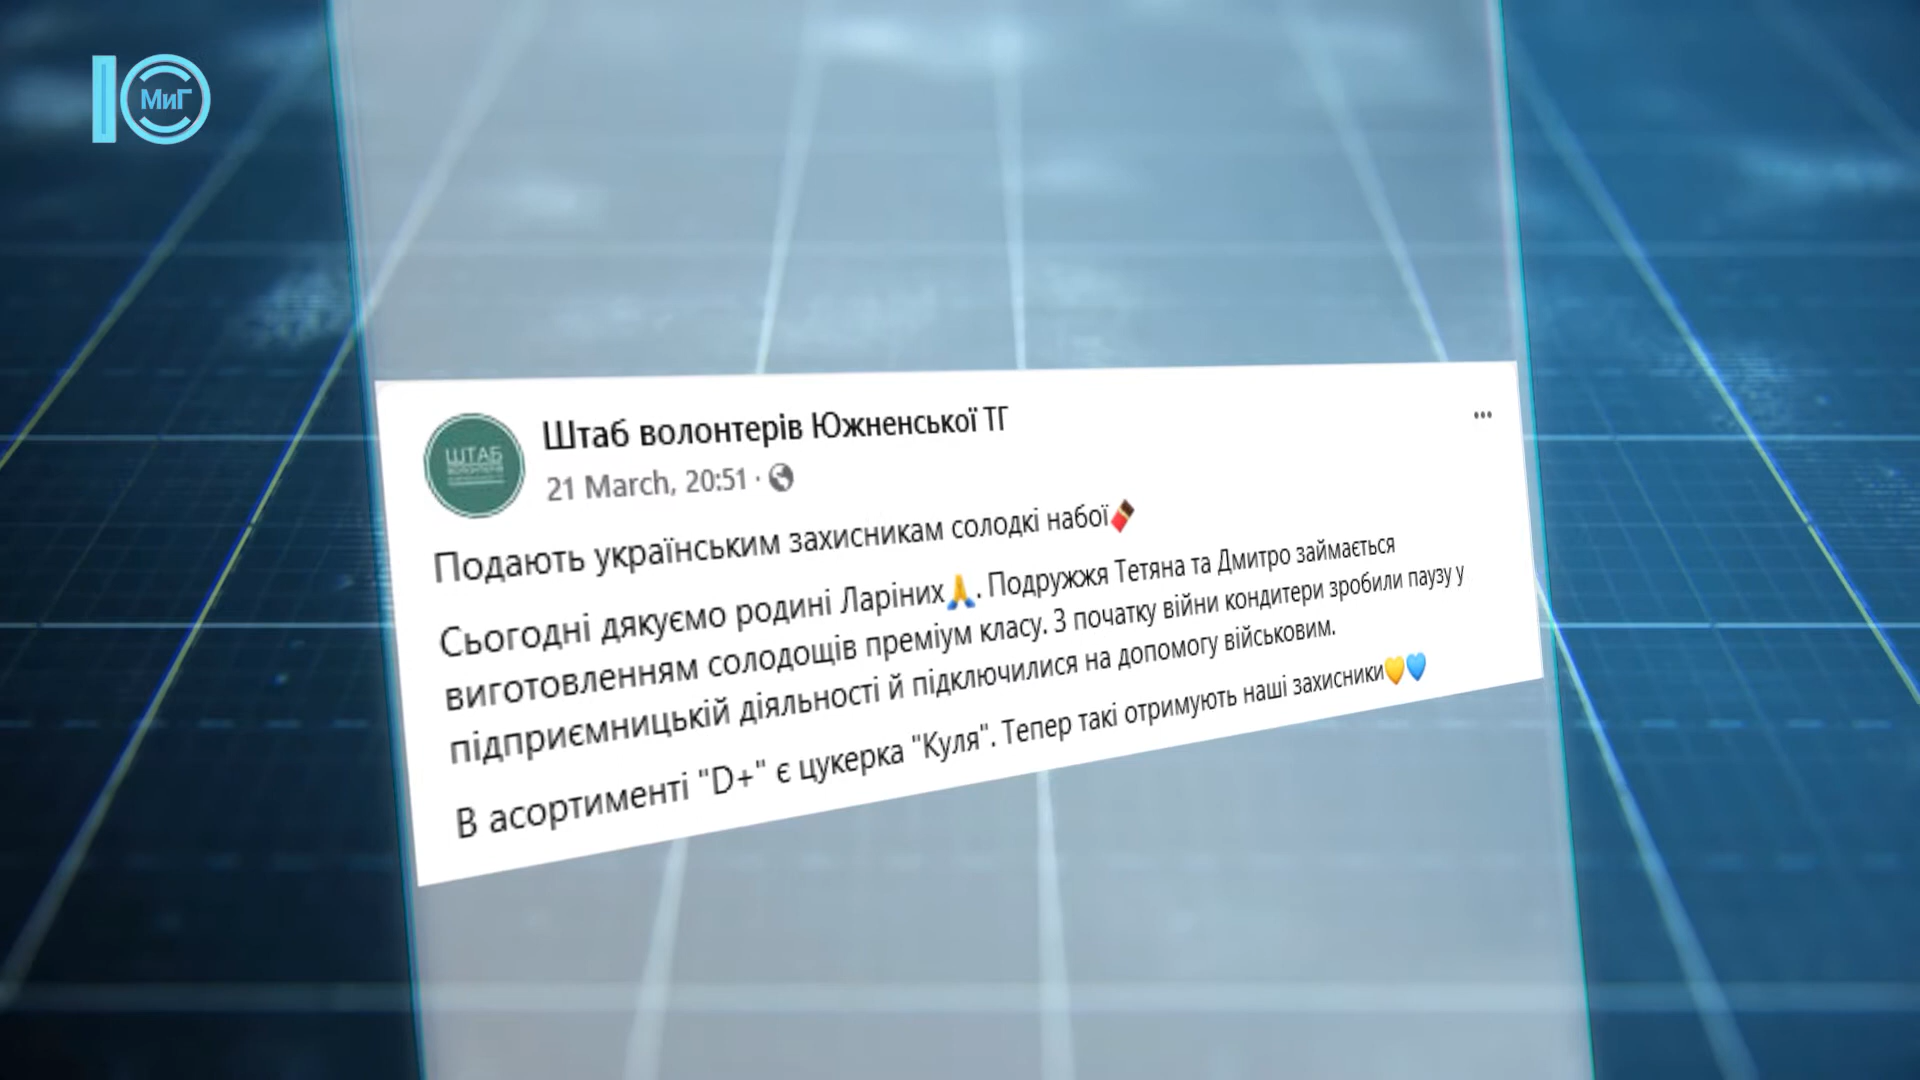 МиГ
Штаб волонтерів Южненської ТГ
21 March, 20:51 ·
ШТАБ
ВОЛОНТЕРІВ
Подають українським захисникам солодкі набої🍫
Сьогодні дякуємо родині Ларіних🙏. Подружжя Тетяна та Дмитро займається
виготовленням солодощів преміум класу. З початку війни кондитери зробили паузу у
підприємницькій діяльності й підключилися на допомогу військовим.
В асортименті "D+" є цукерка "Куля". Тепер такі отримують наші захисники💛💙